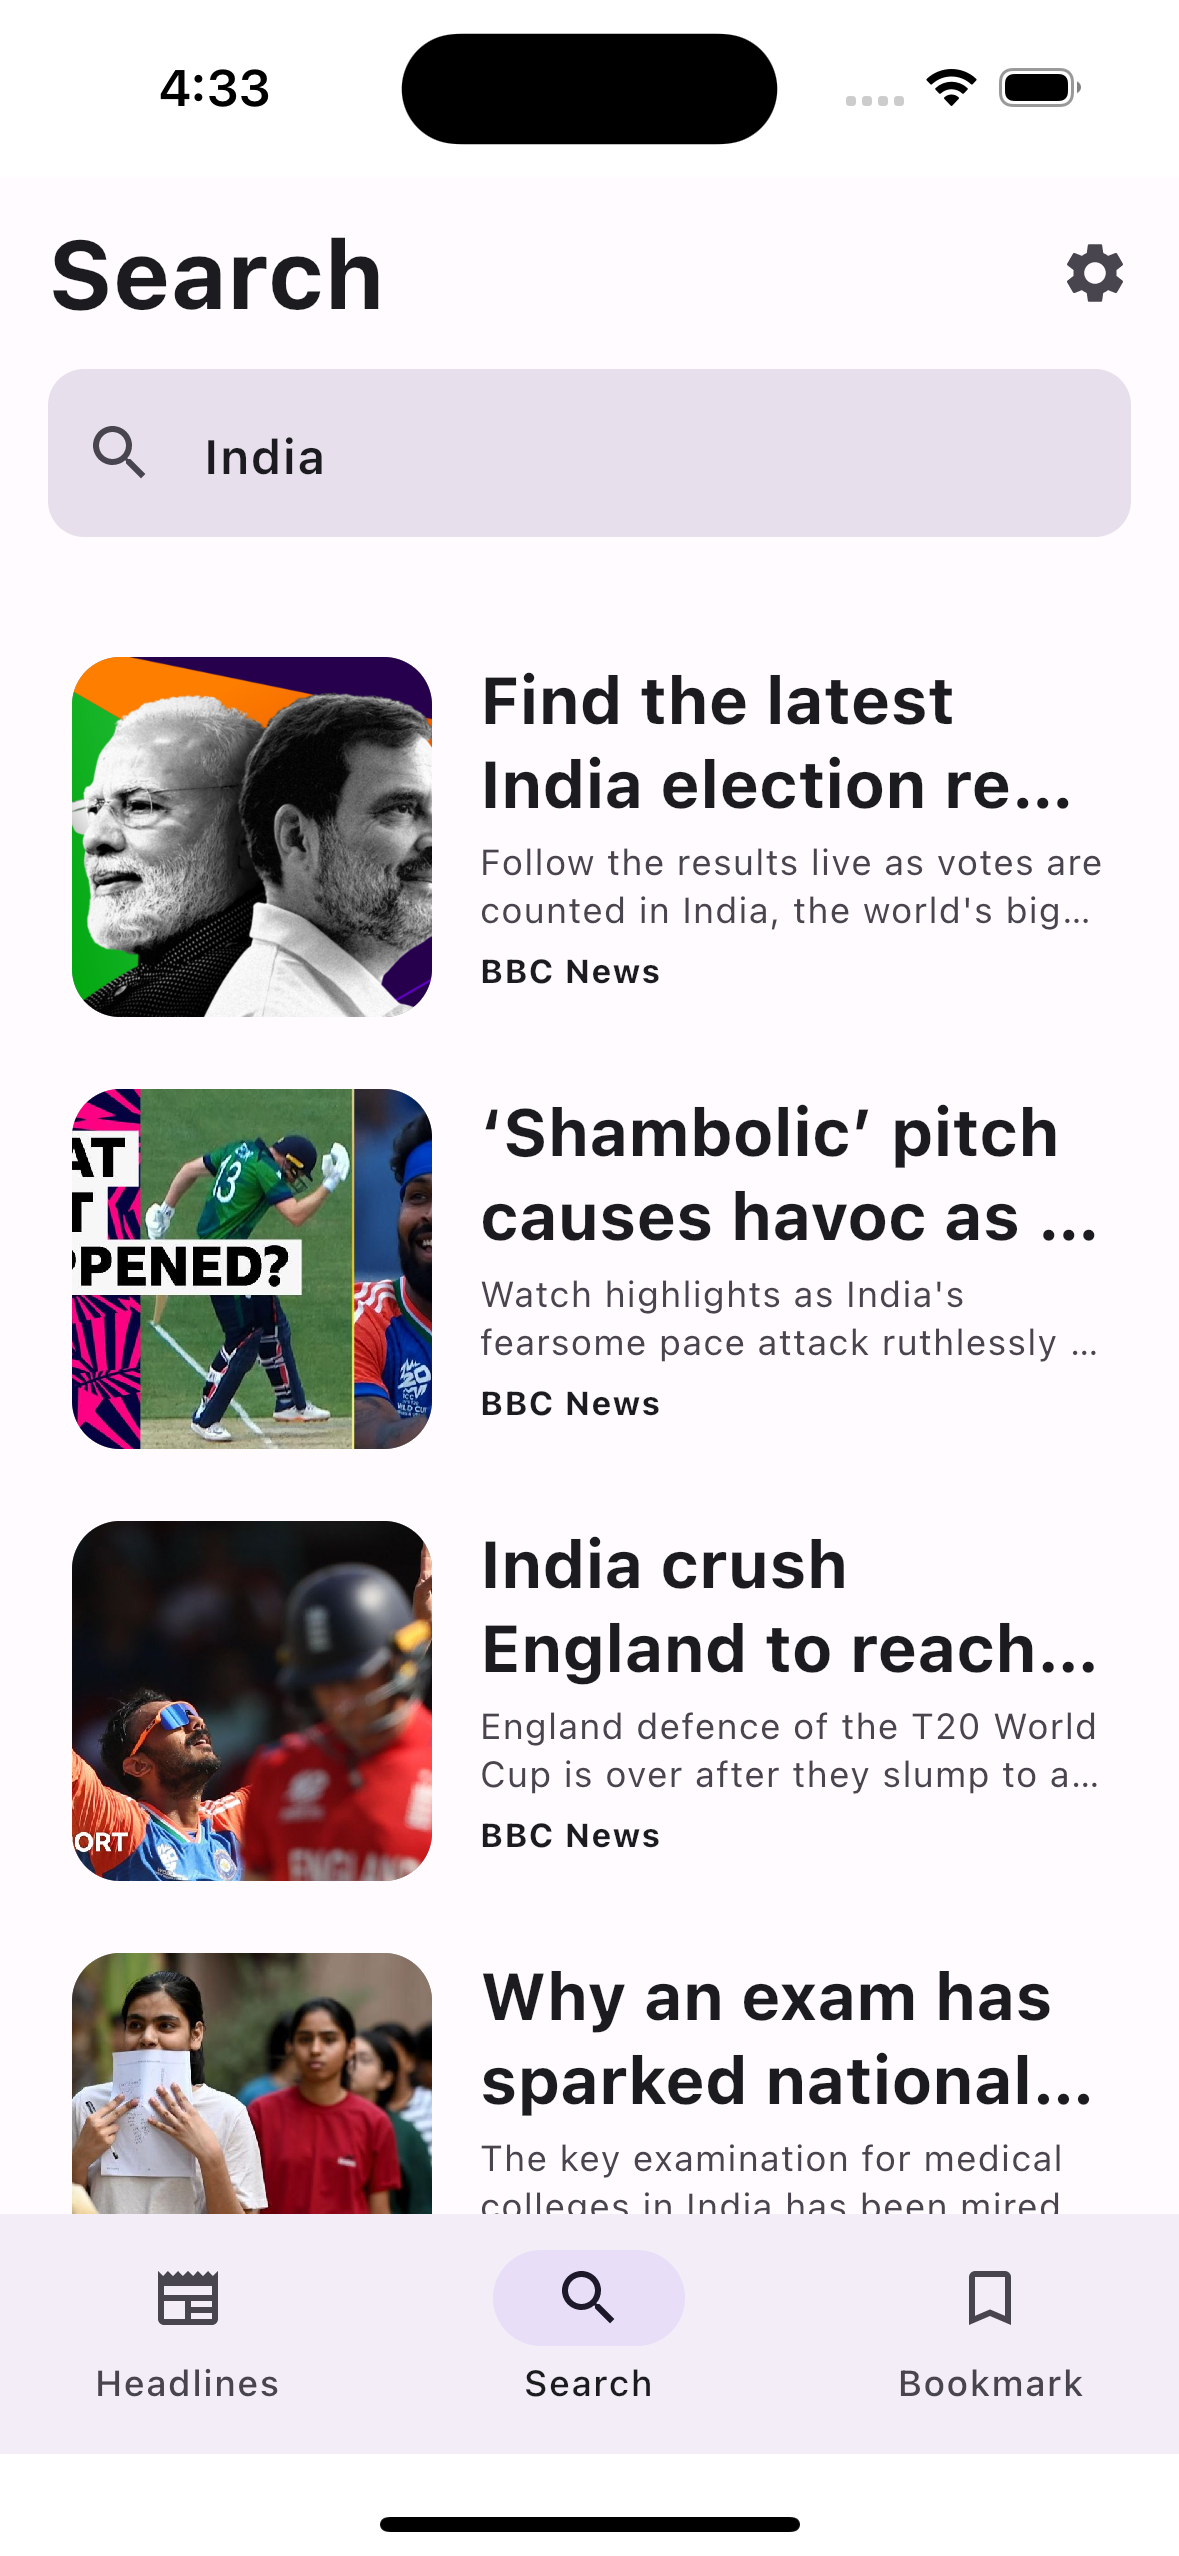 4:33
Search
India
Find the latest
India election re...
Follow the results live as votes are
counted in India, the world's big...
BBC News
AT
T
PPENED?
13
‘Shambolic’ pitch
causes havoc as ...
Watch highlights as India's
fearsome pace attack ruthlessly ...
BBC News
ORT
ENGLAND
India crush
England to reach...
England defence of the T20 World
Cup is over after they slump to a...
BBC News
Why an exam has
sparked national...
The key examination for medical
colleges in India has been mired
Headlines
Search
Bookmark